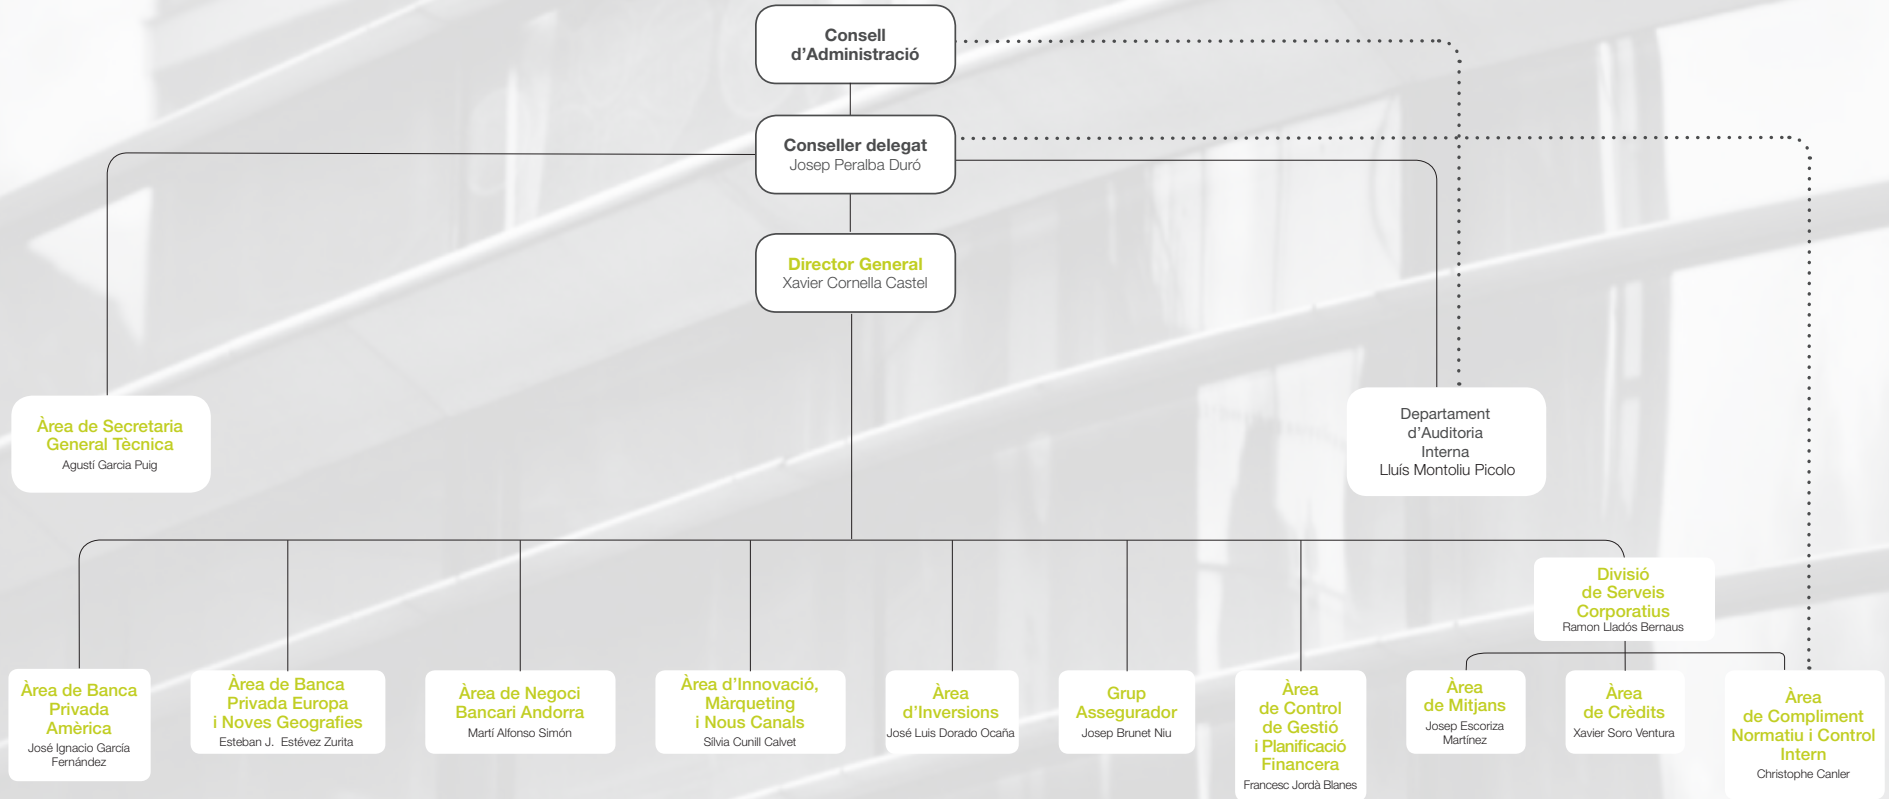 Consell
d’Administració
Conseller delegat
Josep Peralba Duró
Director General
Xavier Cornella Castel
Àrea de Secretaria
General Tècnica
Agustí Garcia Puig
Departament
d’Auditoria
Interna
Lluís Montoliu Picolo
Divisió
de Serveis
Corporatius
Ramon Lladós Bernaus
Àrea de Banca
Privada
Amèrica
José Ignacio García
Fernández
Àrea de Banca
Privada Europa
i Noves Geografies
Esteban J. Estévez Zurita
Àrea de Negoci
Bancari Andorra
Martí Alfonso Simón
Àrea d’Innovació,
Màrqueting
i Nous Canals
Sílvia Cunill Calvet
Àrea
d’Inversions
José Luis Dorado Ocaña
Grup
Assegurador
Josep Brunet Niu
Àrea
de Control
de Gestió
i Planificació
Financera
Francesc Jordà Blanes
Àrea
de Mitjans
Josep Escoriza
Martínez
Àrea
de Crèdits
Xavier Soro Ventura
Àrea
de Compliment
Normatiu i Control
Intern
Christophe Canler